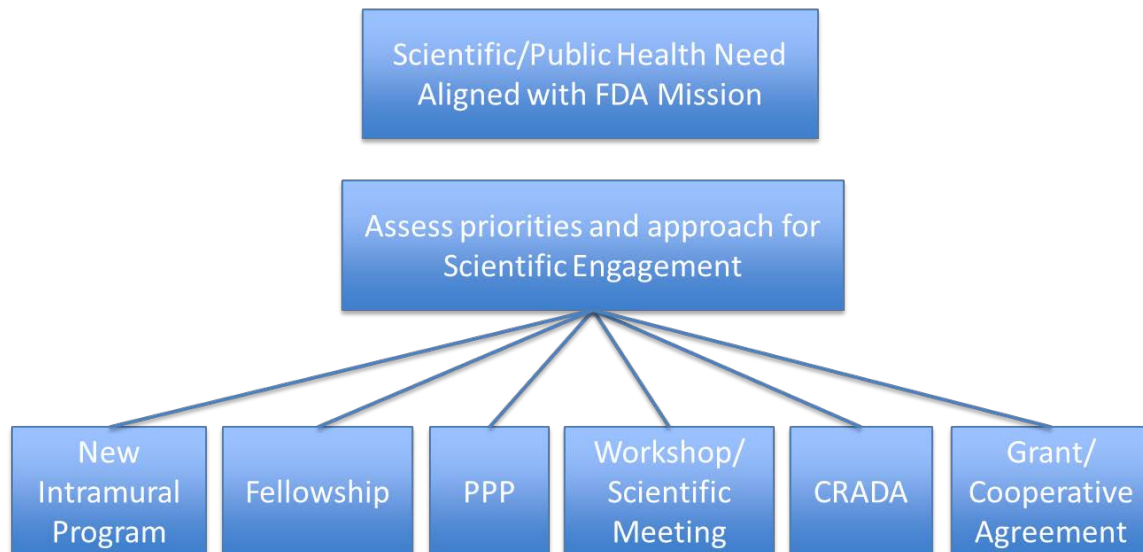 Scientific/Public Health Need
Aligned with FDA Mission
Assess priorities and approach for
Scientific Engagement
New
Intramural
Program
Fellowship
PPP
Workshop/
Scientific
Meeting
CRADA
Grant/
Cooperative
Agreement